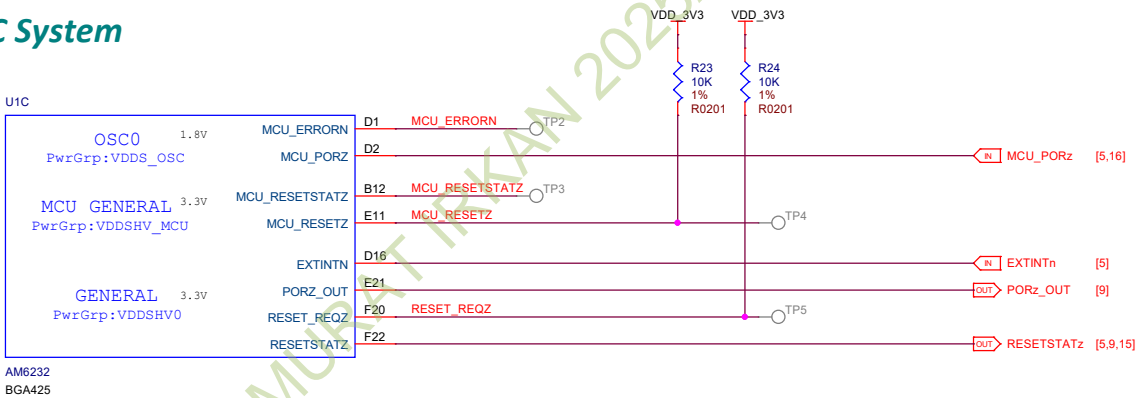 C System
VDD_3V3 VDD_3V3
R23
10K
1%
R0201
R24
10K
1%
R0201
U1C
OSC0 1.8V
PwrGrp:VDDS_OSC
MCU GENERAL 3.3V
PwrGrp:VDDSHV_MCU
GENERAL 3.3V
PwrGrp:VDDSHV0
MCU_ERRORN D1 MCU_ERRORN TP2
MCU_PORZ D2 IN MCU_PORz [5,16]
MCU_RESETSTATZ B12 MCU_RESETSTATZ TP3
MCU_RESETZ E11 MCU_RESETZ TP4
EXTINTN D16 IN EXTINTn [5]
PORZ_OUT E21 OUT PORz_OUT [9]
RESET_REQZ F20 RESET_REQZ TP5
RESETSTATZ F22 OUT RESETSTATz [5,9,15]
AM6232
BGA425
MURAT IRKAN 2025